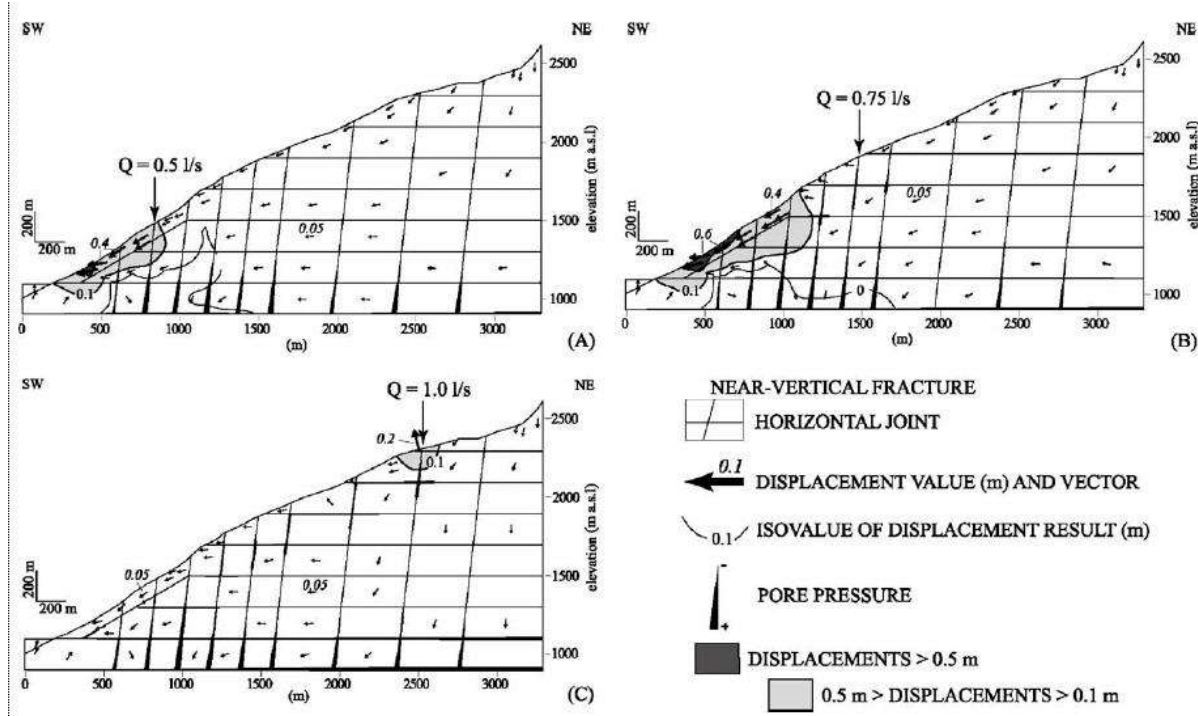 SW
NE
2500
2000
1500
1000
elevation (m a.s.l)
Q = 0.5 l/s
200 m
200 m
0.4
0.05
0.1
0 500 1000 1500 2000 2500 3000
(m)
(A)
SW
NE
2500
2000
1500
1000
elevation (m a.s.l)
Q = 0.75 l/s
200 m
200 m
0.4
0.6
0.05
0.1
0
0 500 1000 1500 2000 2500 3000
(m)
(B)
SW
NE
2500
2000
1500
1000
elevation (m a.s.l)
Q = 1.0 l/s
0.2
0.1
200 m
200 m
0.05
0.05
0 500 1000 1500 2000 2500 3000
(m)
(C)
NEAR-VERTICAL FRACTURE
HORIZONTAL JOINT
0.1
DISPLACEMENT VALUE (m) AND VECTOR
0.1
ISOVALUE OF DISPLACEMENT RESULT (m)
-
PORE PRESSURE
+
DISPLACEMENTS > 0.5 m
0.5 m > DISPLACEMENTS > 0.1 m